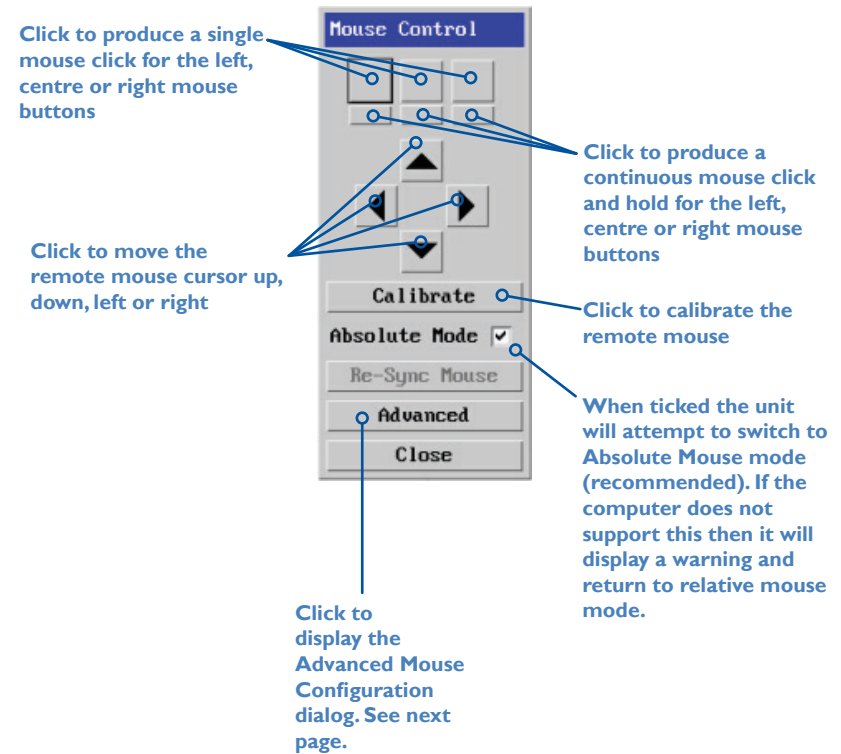 Click to produce a single
mouse click for the left,
centre or right mouse
buttons
Mouse Control
Click to produce a
continuous mouse click
and hold for the left,
centre or right mouse
buttons
Click to move the
remote mouse cursor up,
down, left or right
Calibrate
Click to calibrate the
remote mouse
Absolute Mode
Re-Sync Mouse
Advanced
Close
When ticked the unit
will attempt to switch to
Absolute Mouse mode
(recommended). If the
computer does not
support this then it will
display a warning and
return to relative mouse
mode.
Click to
display the
Advanced Mouse
Configuration
dialog. See next
page.